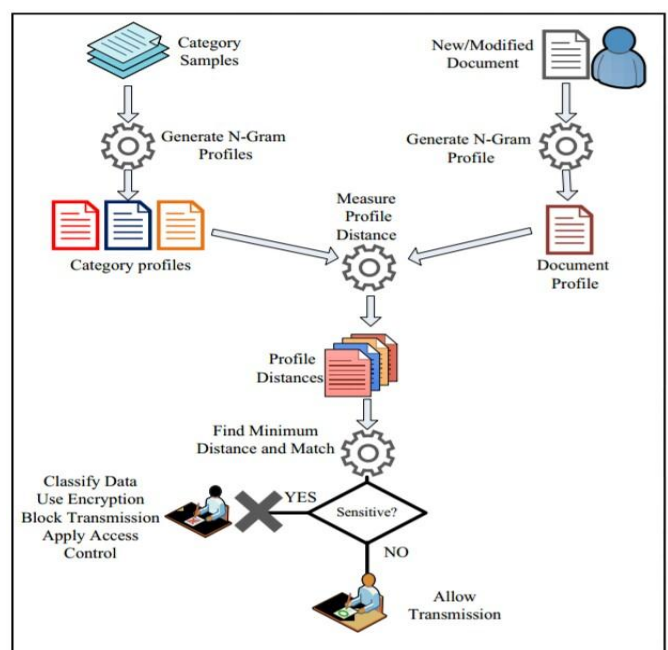 Category
Samples
New/Modified
Document
Generate N-Gram
Profiles
Generate N-Gram
Profile
Measure
Profile
Distance
Category profiles
Document
Profile
Profile
Distances
Find Minimum
Distance and Match
Classify Data
Use Encryption
Block Transmission
Apply Access
Control
YES
Sensitive?
NO
Allow
Transmission